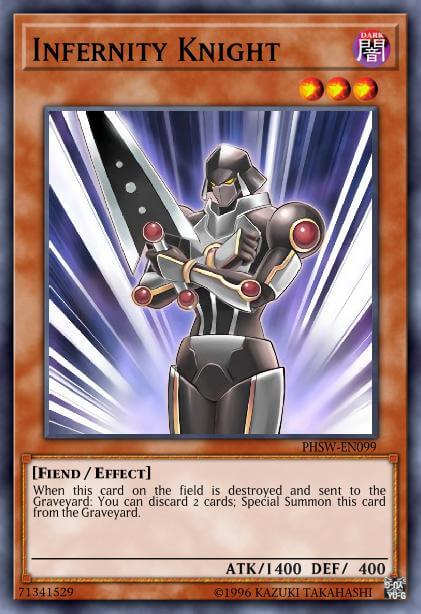 INFERNITY KNIGHT
DARK
闇
PHSW-EN099
[FIEND / EFFECT]
When this card on the field is destroyed and sent to the
Graveyard: You can discard 2 cards; Special Summon this card
from the Graveyard.
ATK/1400 DEF/ 400
71341529
©1996 KAZUKI TAKAHASHI